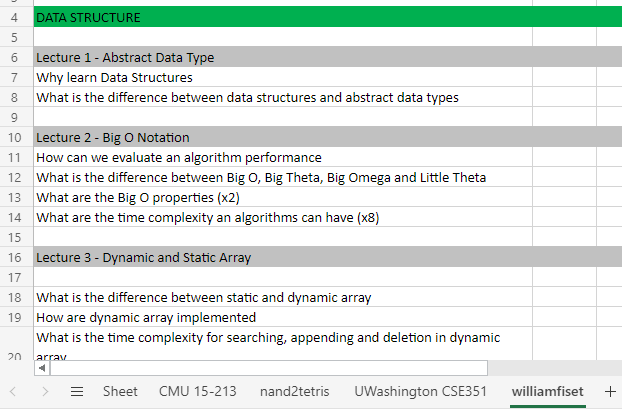 4 DATA STRUCTURE
5
6 Lecture 1 - Abstract Data Type
7 Why learn Data Structures
8 What is the difference between data structures and abstract data types
9
10 Lecture 2 - Big O Notation
11 How can we evaluate an algorithm performance
12 What is the difference between Big O, Big Theta, Big Omega and Little Theta
13 What are the Big O properties (x2)
14 What are the time complexity an algorithms can have (x8)
15
16 Lecture 3 - Dynamic and Static Array
17
18 What is the difference between static and dynamic array
19 How are dynamic array implemented
What is the time complexity for searching, appending and deletion in dynamic
20 array
Sheet CMU 15-213 nand2tetris UWashington CSE351 williamfiset +